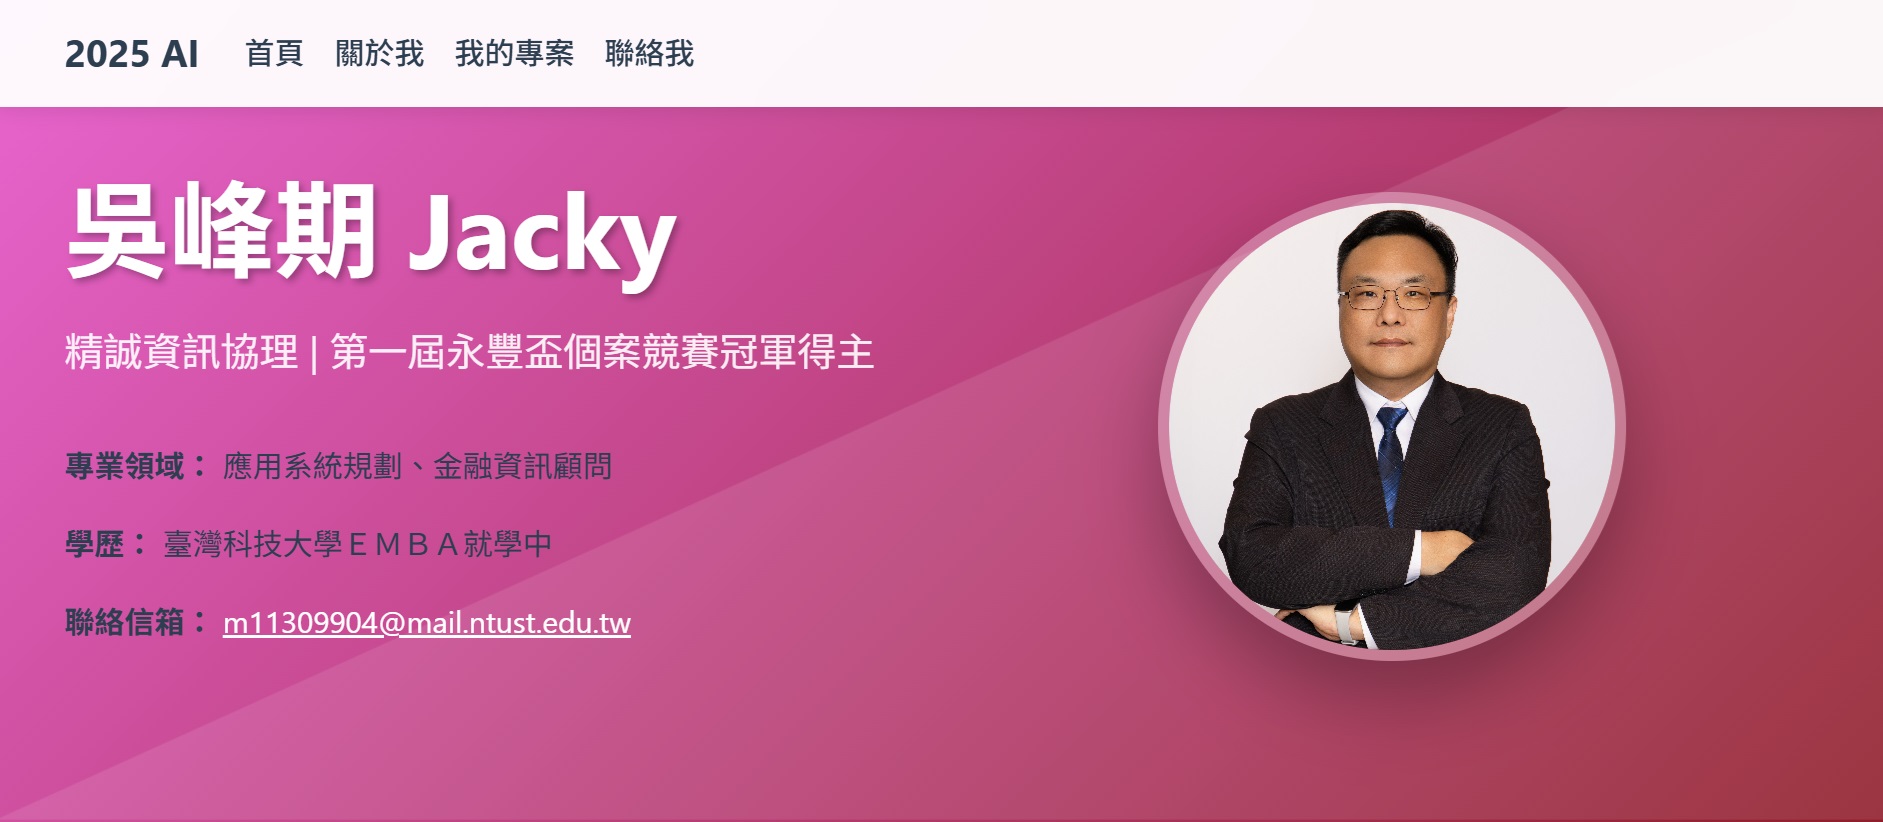 2025 AI 首頁 關於我 我的專案 聯絡我
吳峰期 Jacky
精誠資訊協理 | 第一屆永豐盃個案競賽冠軍得主
專業領域： 應用系統規劃、金融資訊顧問
學歷： 臺灣科技大學ＥＭＢＡ就學中
聯絡信箱： m11309904@mail.ntust.edu.tw